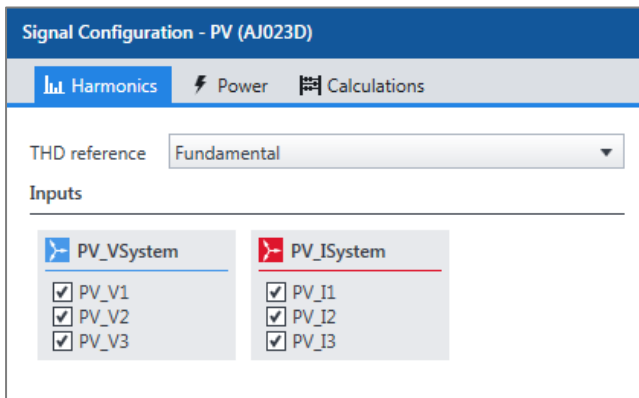 Signal Configuration - PV (AJ023D)
Harmonics Power Calculations
THD reference Fundamental
Inputs
PV_VSystem PV_ISystem
PV_V1 PV_I1
PV_V2 PV_I2
PV_V3 PV_I3